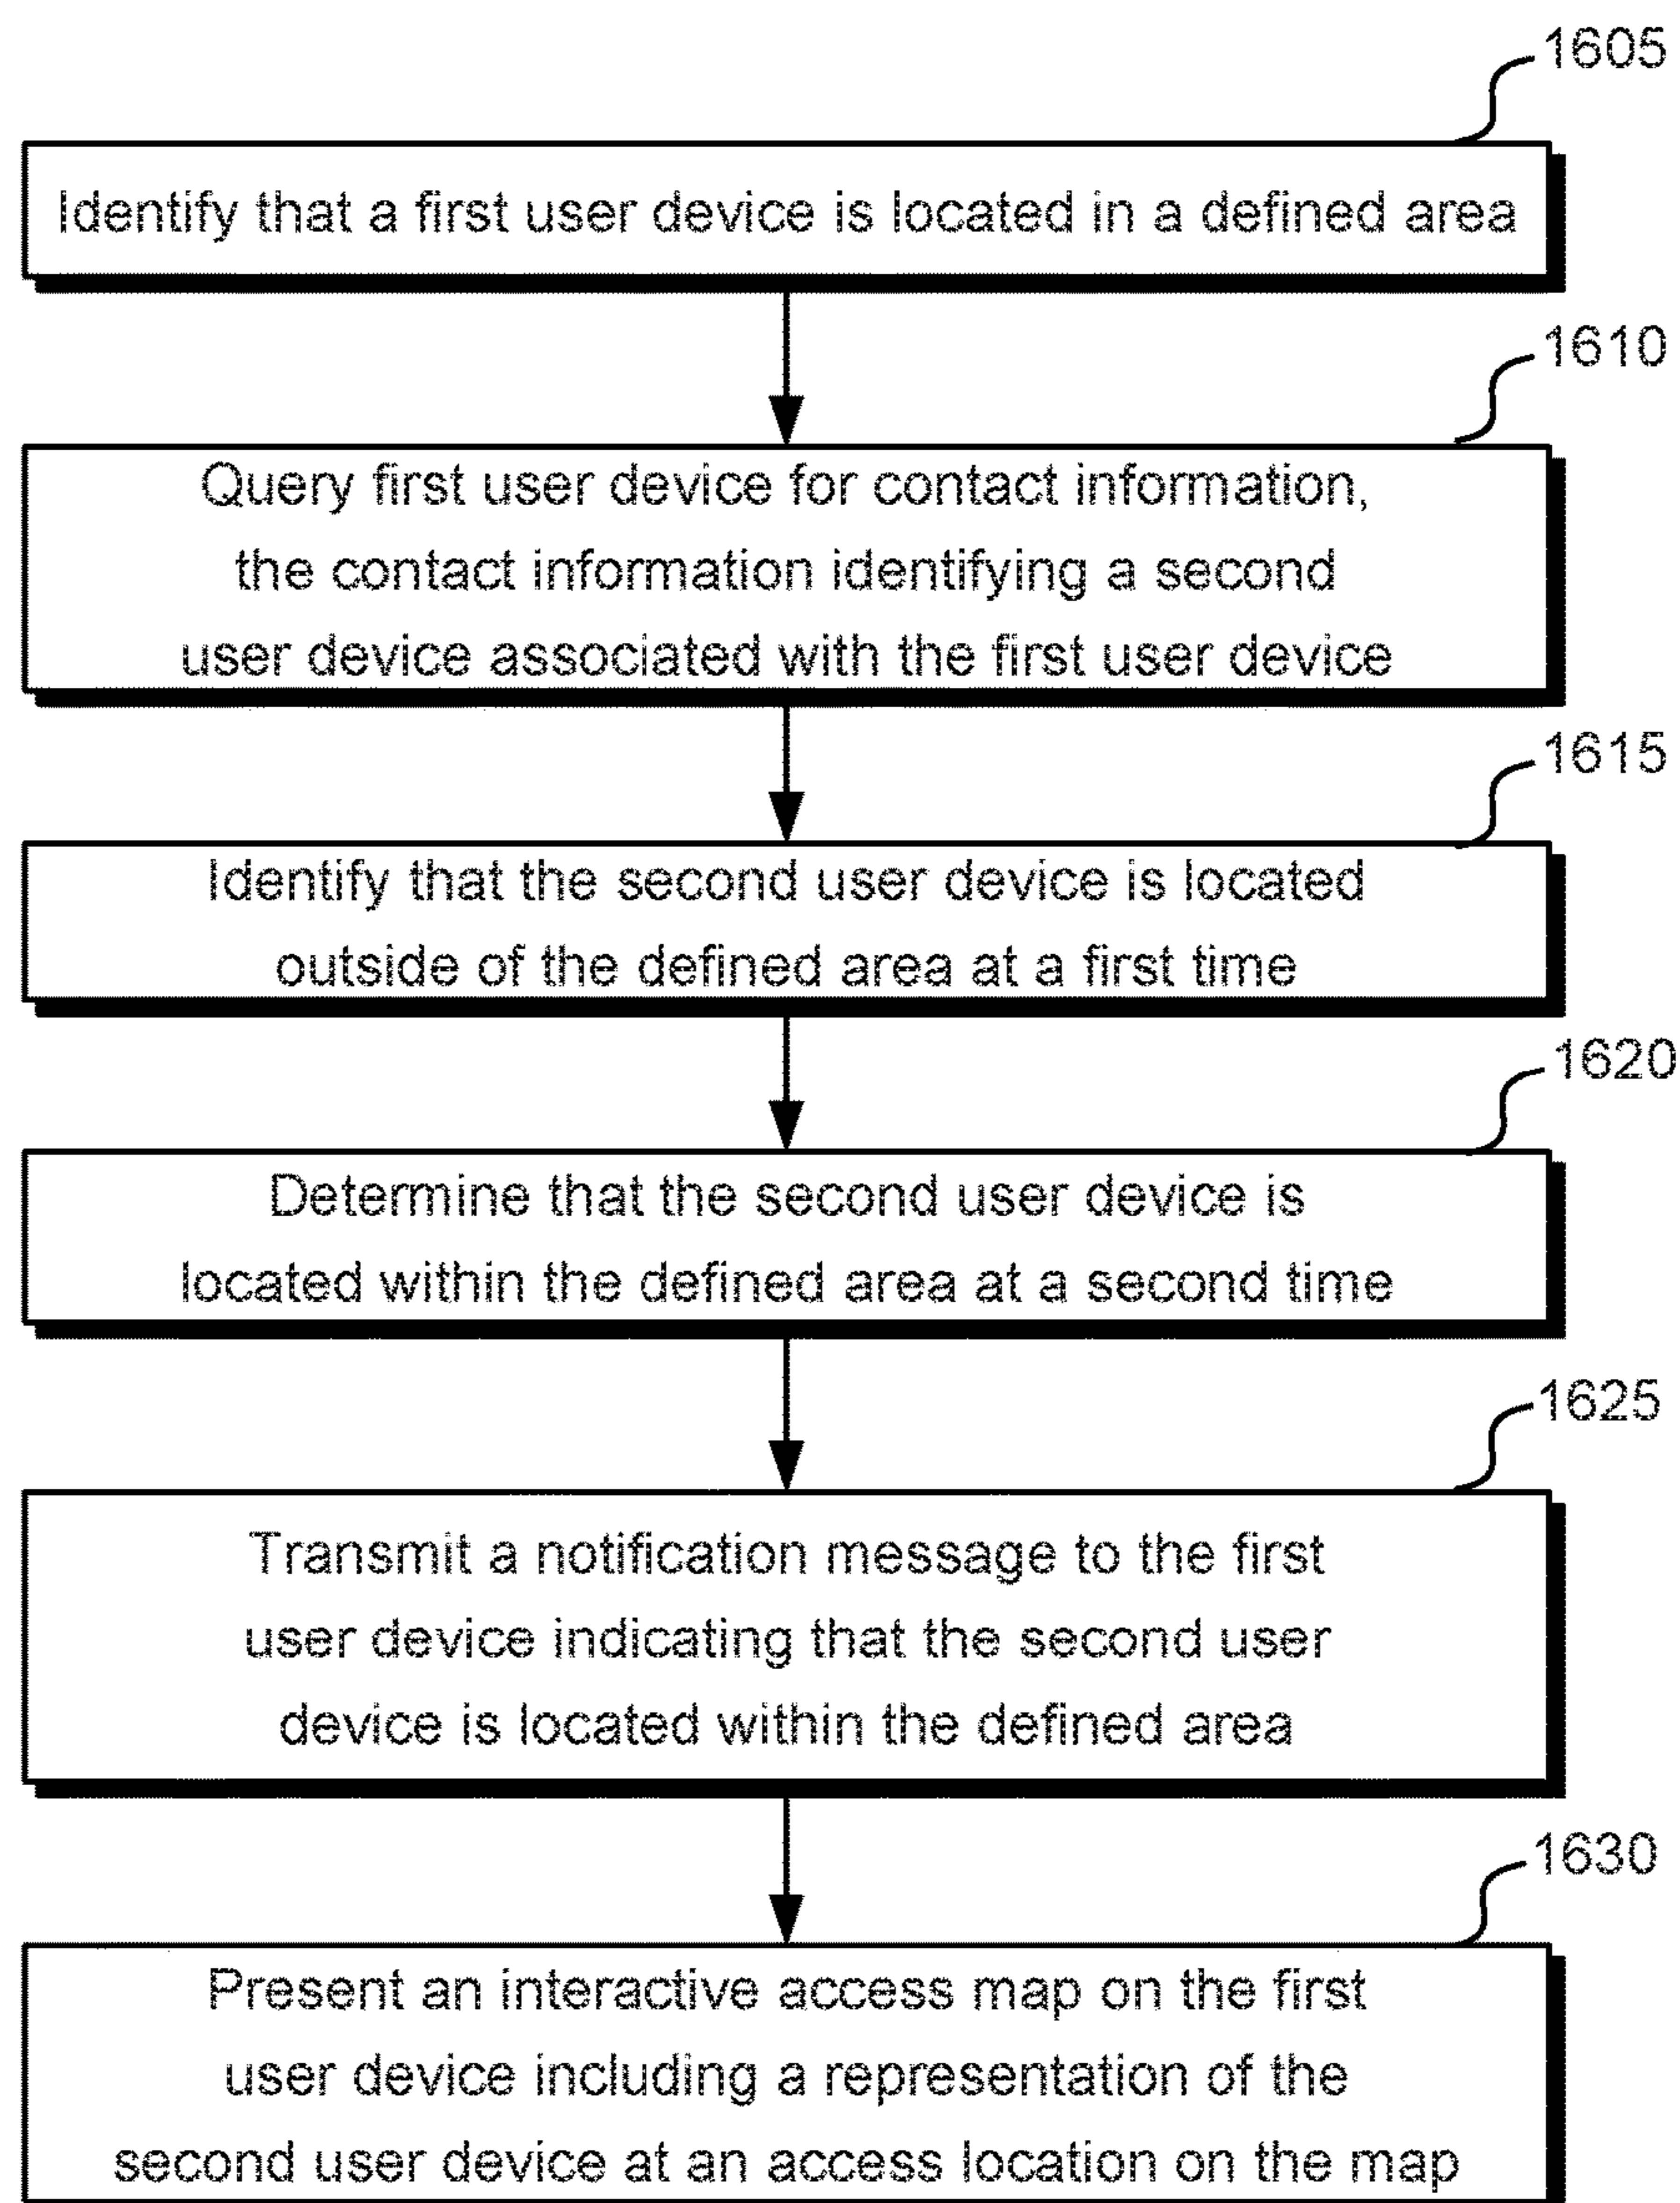 1605
Identify that a first user device is located in a defined area
1610
Query first user device for contact information,
the contact information identifying a second
user device associated with the first user device
1615
Identify that the second user device is located
outside of the defined area at a first time
1620
Determine that the second user device is
located within the defined area at a second time
1625
Transmit a notification message to the first
user device indicating that the second user
device is located within the defined area
1630
Present an interactive access map on the first
user device including a representation of the
second user device at an access location on the map